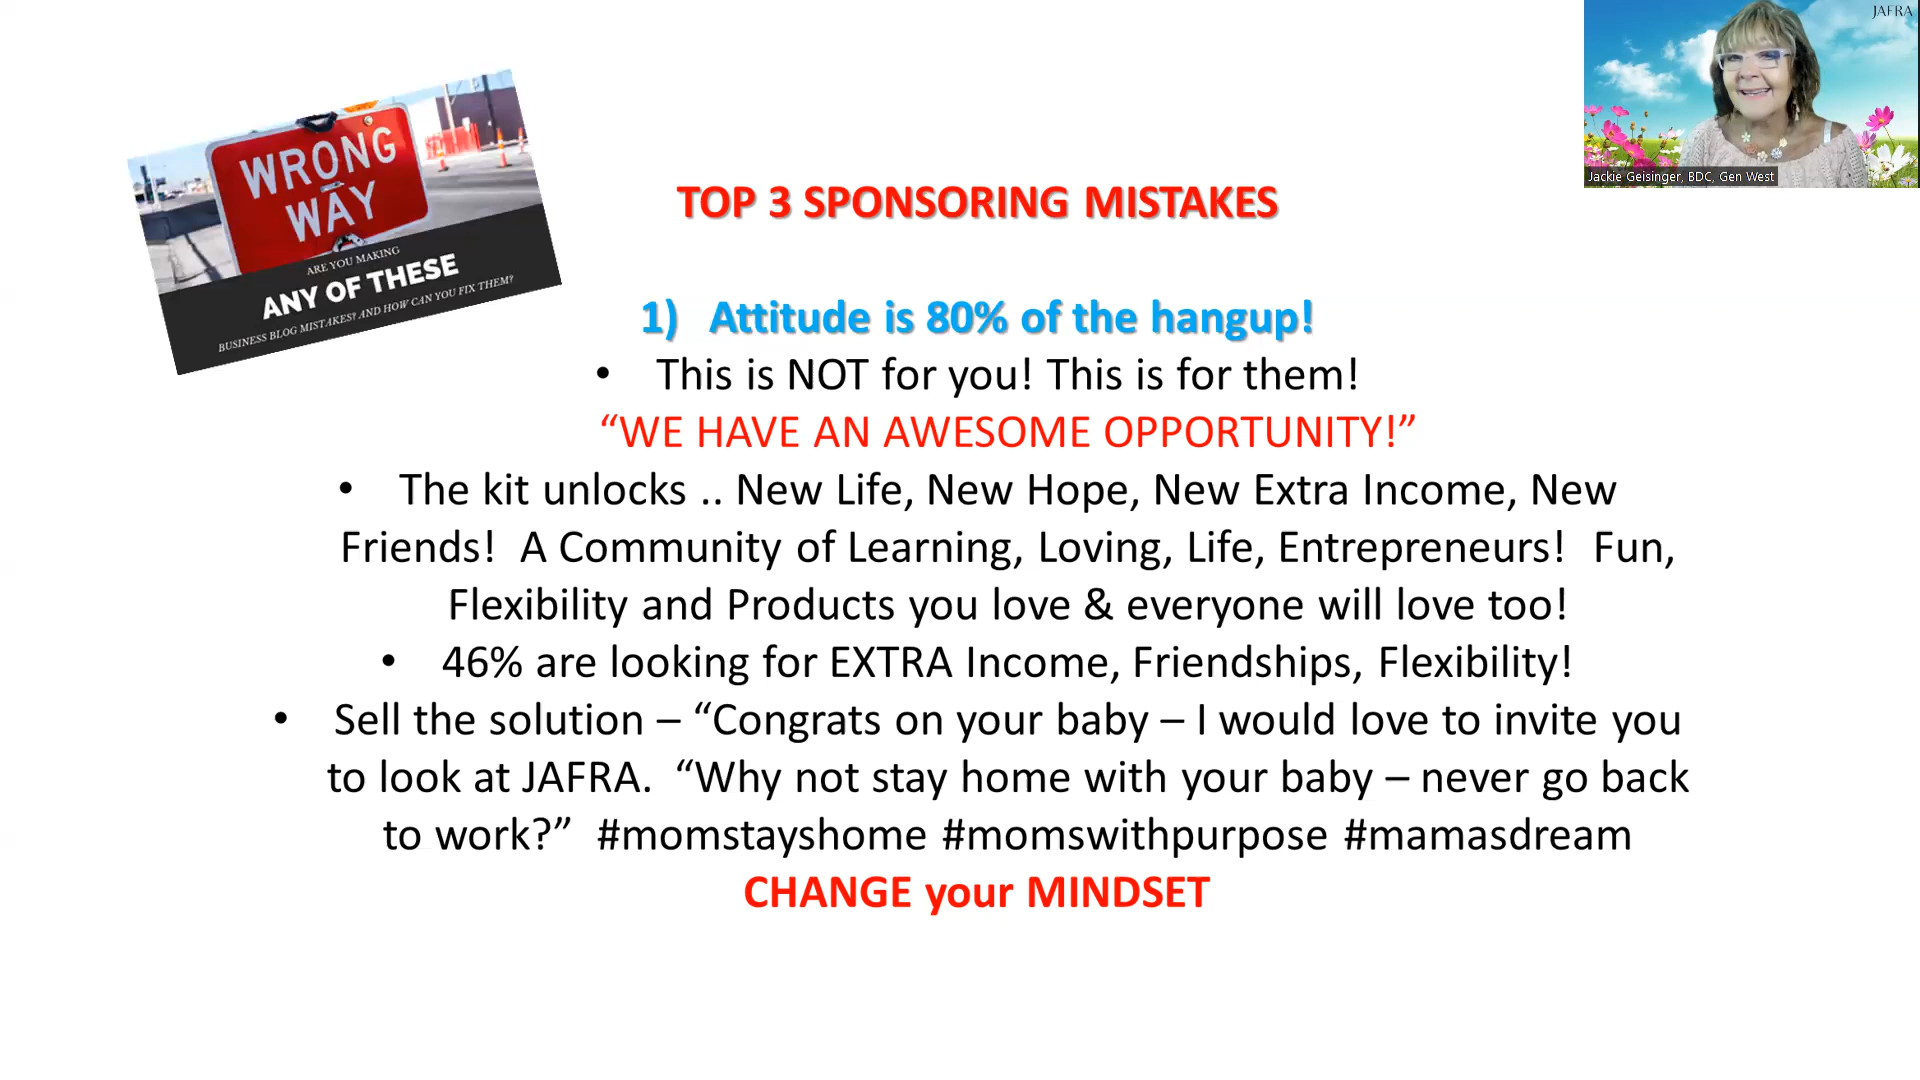 JAFRA
Jackie Geisinger, BDC, Gen West
WRONG
WAY
ARE YOU MAKING
ANY OF THESE
BUSINESS BLOG MISTAKES? AND HOW CAN YOU FIX THEM?
TOP 3 SPONSORING MISTAKES
1) Attitude is 80% of the hangup!
• This is NOT for you! This is for them!
“WE HAVE AN AWESOME OPPORTUNITY!”
• The kit unlocks .. New Life, New Hope, New Extra Income, New
Friends! A Community of Learning, Loving, Life, Entrepreneurs! Fun,
Flexibility and Products you love & everyone will love too!
• 46% are looking for EXTRA Income, Friendships, Flexibility!
• Sell the solution – “Congrats on your baby – I would love to invite you
to look at JAFRA. “Why not stay home with your baby – never go back
to work?” #momstayshome #momswithpurpose #mamasdream
CHANGE your MINDSET